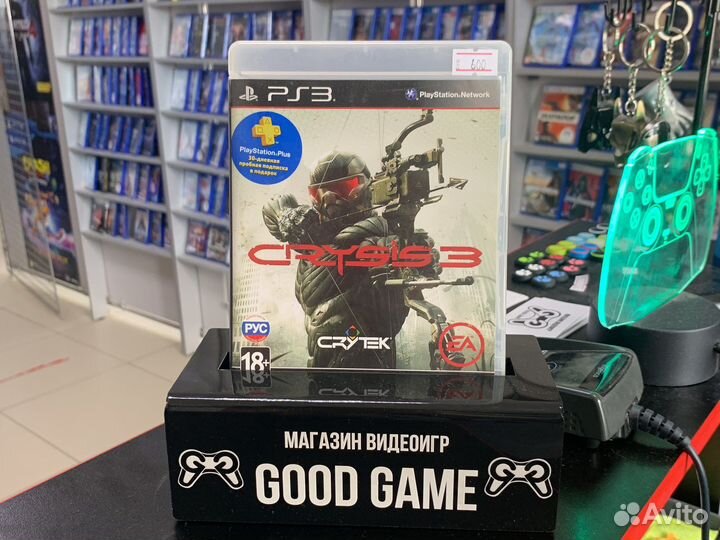 600
PS3
PlayStation Network
PlayStation Plus
30-дневная
пробная подписка
в подарок
CRYSIS 3
РУС
18+
CRYTEK
EA
МАГАЗИН ВИДЕОИГР
GOOD GAME
Avito